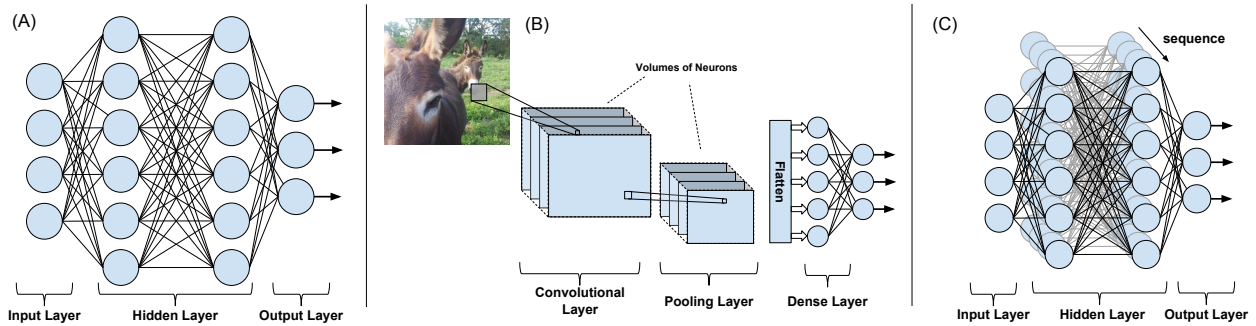 (A)
Input Layer
Hidden Layer
Output Layer
(B)
Volumes of Neurons
Flatten
Convolutional
Layer
Pooling Layer
Dense Layer
(C)
sequence
Input Layer
Hidden Layer
Output Layer